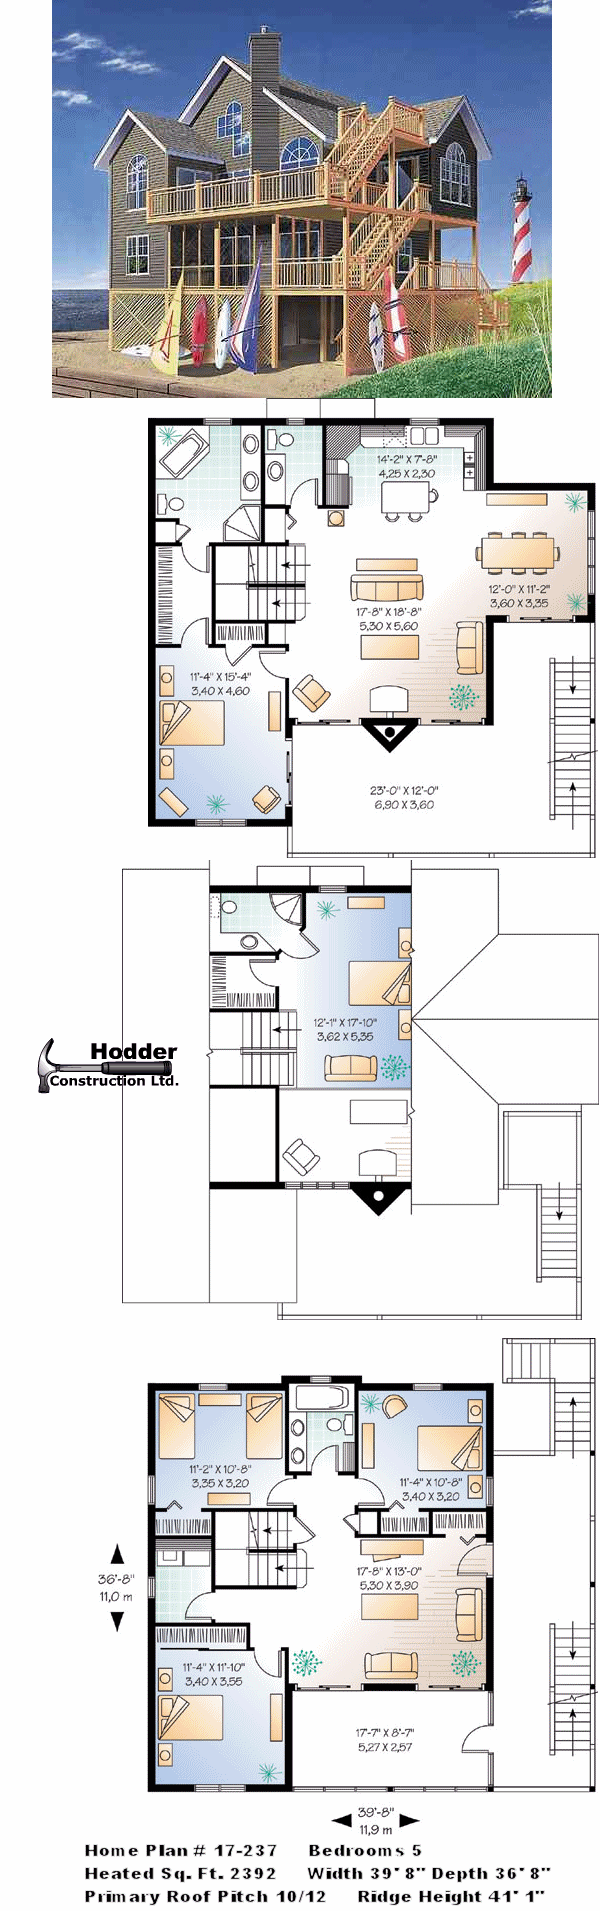 14'-2" X 7'-8"
4,25 X 2,30
12'-0" X 11'-2"
3,60 X 3,35
17'-8" X 18'-8"
5,30 X 5,60
11'-4" X 15'-4"
3,40 X 4,60
23'-0" X 12'-0"
6,90 X 3,60
12'-1" X 17'-10"
3,62 X 5,35
Hodder
Construction Ltd.
11'-2" X 10'-8"
3,35 X 3,20
11'-4" X 10'-8"
3,40 X 3,20
36'-8"
11,0 m
17'-8" X 13'-0"
5,30 X 3,90
11'-4" X 11'-10"
3,40 X 3,55
17'-7" X 8'-7"
5,27 X 2,57
39'-8"
11,9 m
Home Plan # 17-237 Bedrooms 5
Heated Sq. Ft. 2392 Width 39' 8" Depth 36' 8"
Primary Roof Pitch 10/12 Ridge Height 41' 1"